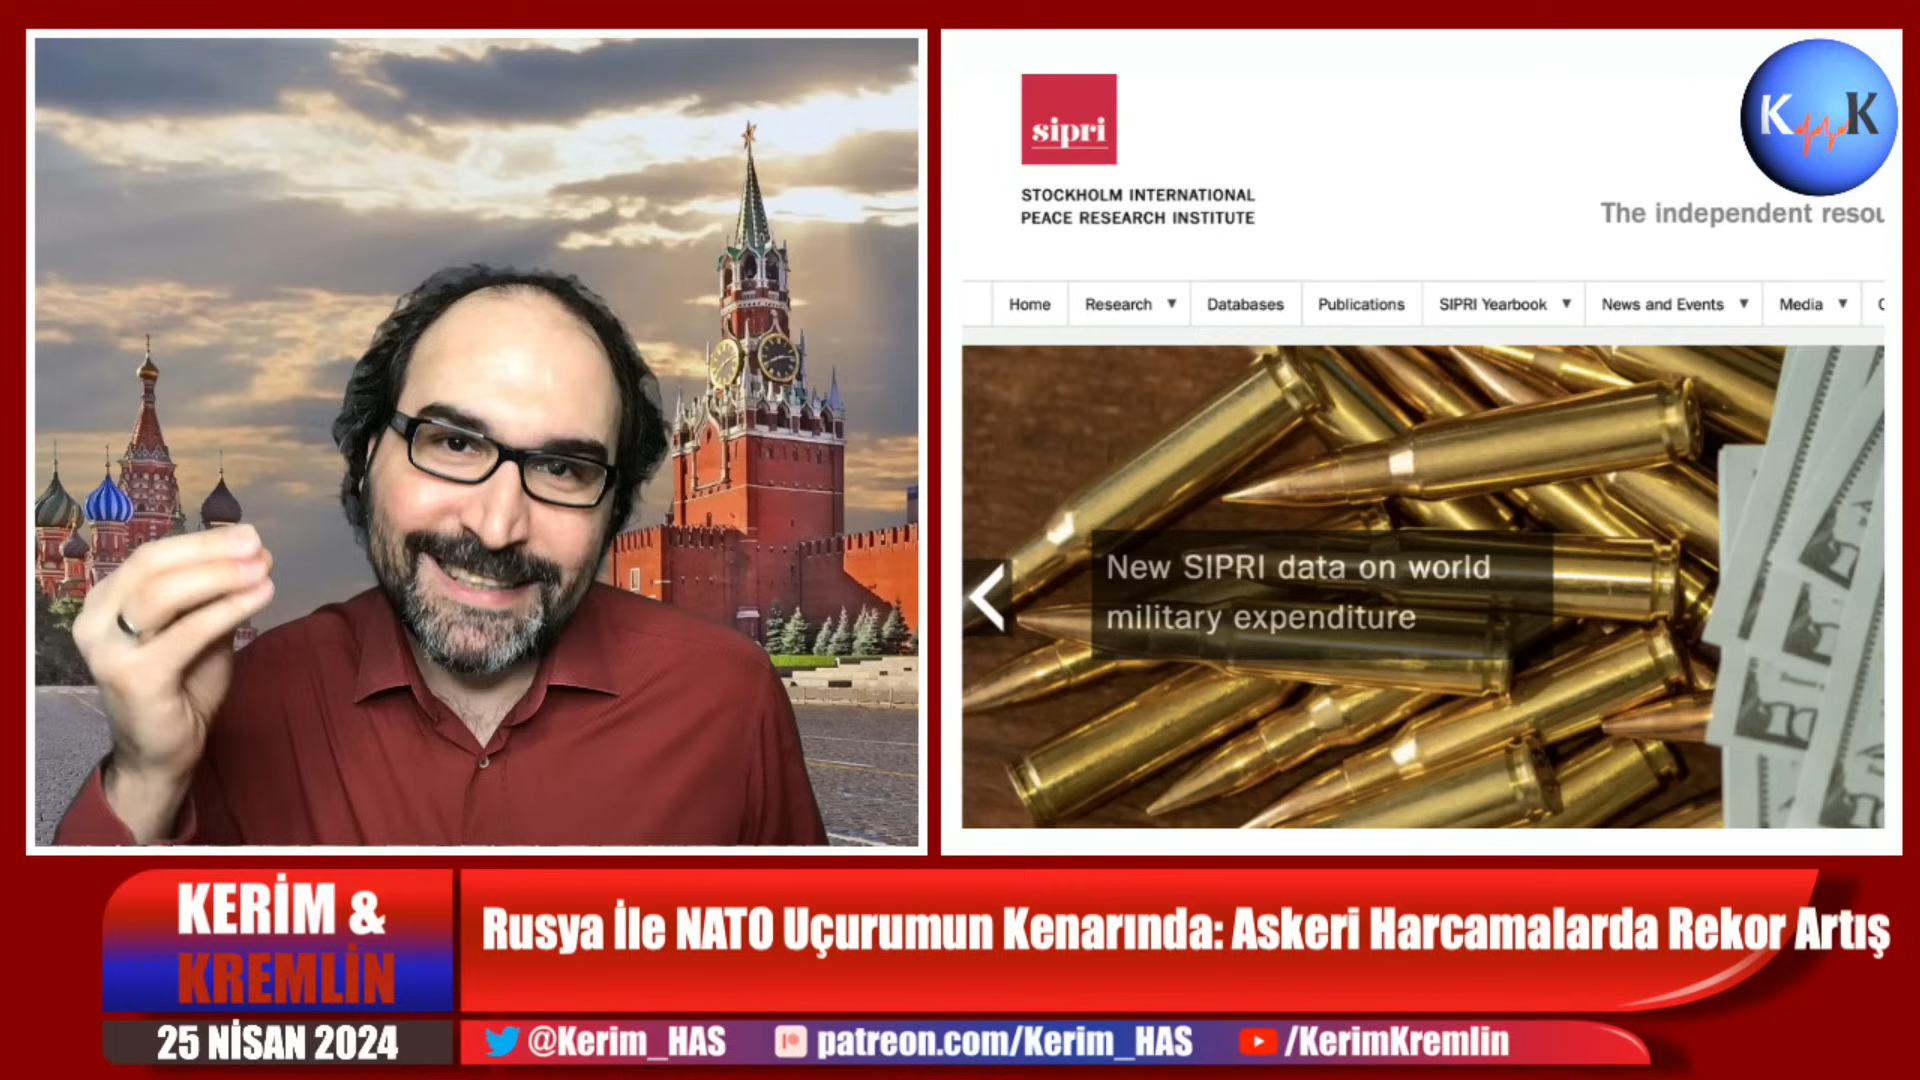 sipri
STOCKHOLM INTERNATIONAL
PEACE RESEARCH INSTITUTE
K K
The independent resou
Home Research Databases Publications SIPRI Yearbook News and Events Media
New SIPRI data on world
military expenditure
KERİM &
KREMLİN
Rusya İle NATO Uçurumun Kenarında: Askeri Harcamalarda Rekor Artış
25 NİSAN 2024
@Kerim_HAS patreon.com/Kerim_HAS /KerimKremlin